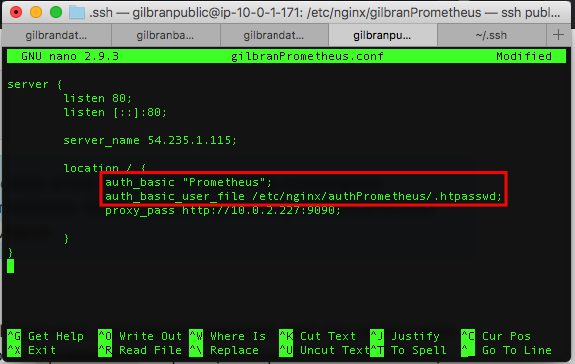 .ssh — gilbranpublic@ip-10-0-1-171: /etc/nginx/gilbranPrometheus — ssh publ...
gilbrandat... gilbranba... gilbrandat... gilbranpu... ~/.ssh
GNU nano 2.9.3 gilbranPrometheus.conf Modified
server {
listen 80;
listen [::]:80;
server_name 54.235.1.115;
location / {
auth_basic "Prometheus";
auth_basic_user_file /etc/nginx/authPrometheus/.htpasswd;
proxy_pass http://10.0.2.227:9090;
}
}
^G Get Help ^O Write Out ^W Where Is ^K Cut Text ^J Justify ^C Cur Pos
^X Exit ^R Read File ^\ Replace ^U Uncut Text ^T To Spell ^_ Go To Line